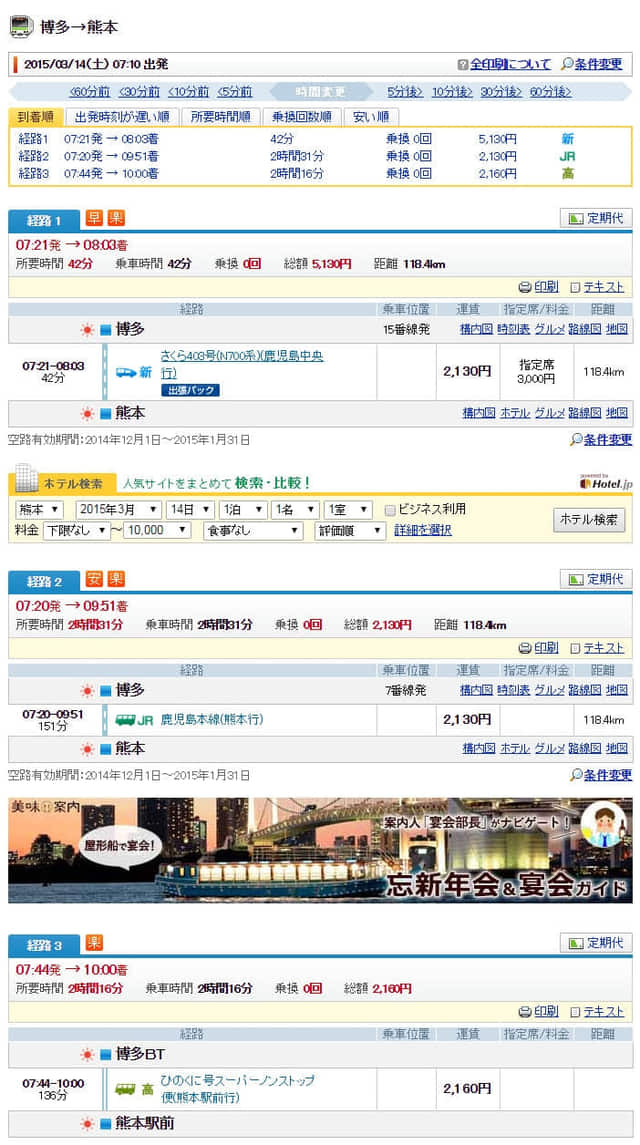 博多→熊本
2015/03/14(土) 07:10 出発
?全印刷について 条件変更
<60分前 <30分前 <10分前 <5分前 時間変更 5分後> 10分後> 30分後> 60分後>
到着順 出発時刻が遅い順 所要時間順 乗換回数順 安い順
経路1 07:21発 → 08:03着 42分 乗換 0回 5,130円 新
経路2 07:20発 → 09:51着 2時間31分 乗換 0回 2,130円 JR
経路3 07:44発 → 10:00着 2時間16分 乗換 0回 2,160円 高
経路 1 早 楽 定期代
07:21発 → 08:03着
所要時間 42分 乗車時間 42分 乗換 0回 総額 5,130円 距離 118.4km
印刷 テキスト
経路 乗車位置 運賃 指定席/料金 距離
博多 15番線発 構内図 時刻表 グルメ 路線図 地図
07:21-08:03
42分
新 さくら403号(N700系)(鹿児島中央
行)
出張パック
2,130円
指定席
3,000円
118.4km
熊本 構内図 ホテル グルメ 路線図 地図
空路有効期間:2014年12月1日～2015年1月31日 条件変更
ホテル検索 人気サイトをまとめて 検索・比較!
powered by
Hotel.jp
熊本 2015年3月 14日 1泊 1名 1室 ビジネス利用
料金 下限なし ～ 10,000 食事なし 評価順 詳細を選択
ホテル検索
経路 2 安 楽 定期代
07:20発 → 09:51着
所要時間 2時間31分 乗車時間 2時間31分 乗換 0回 総額 2,130円 距離 118.4km
印刷 テキスト
経路 乗車位置 運賃 指定席/料金 距離
博多 7番線発 構内図 時刻表 グルメ 路線図 地図
07:20-09:51
151分
JR 鹿児島本線(熊本行) 2,130円 118.4km
熊本 構内図 ホテル グルメ 路線図 地図
空路有効期間:2014年12月1日～2015年1月31日 条件変更
美味案内
屋形船で宴会!
案内人「宴会部長」がナビゲート!
忘新年会&宴会ガイド
経路 3 楽 定期代
07:44発 → 10:00着
所要時間 2時間16分 乗車時間 2時間16分 乗換 0回 総額 2,160円
印刷 テキスト
経路 乗車位置 運賃 指定席/料金 距離
博多BT
07:44-10:00
136分
高 ひのくに号スーパーノンストップ
便(熊本駅前行)
2,160円
熊本駅前